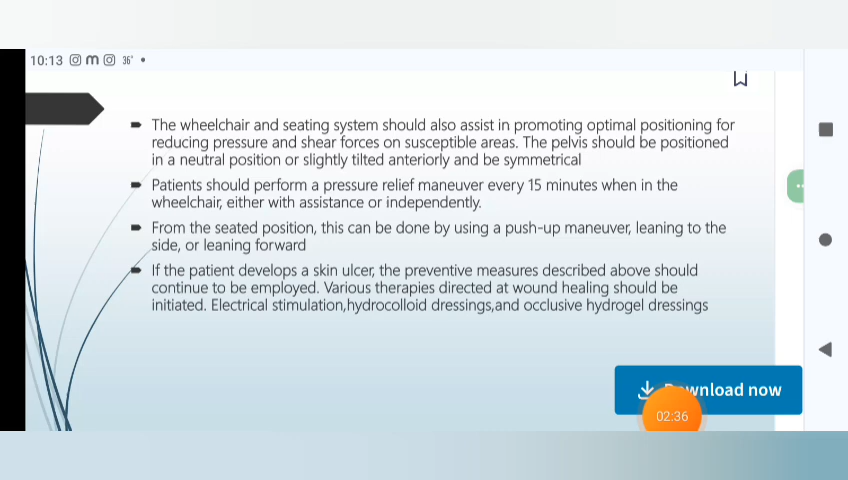 10:13 36°
The wheelchair and seating system should also assist in promoting optimal positioning for
reducing pressure and shear forces on susceptible areas. The pelvis should be positioned
in a neutral position or slightly tilted anteriorly and be symmetrical
Patients should perform a pressure relief maneuver every 15 minutes when in the
wheelchair, either with assistance or independently.
From the seated position, this can be done by using a push-up maneuver, leaning to the
side, or leaning forward
If the patient develops a skin ulcer, the preventive measures described above should
continue to be employed. Various therapies directed at wound healing should be
initiated. Electrical stimulation,hydrocolloid dressings,and occlusive hydrogel dressings
Download now
02:36